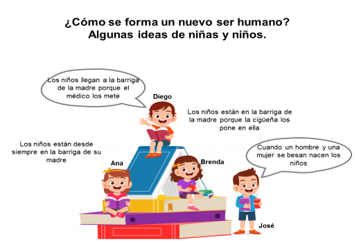 ¿Cómo se forma un nuevo ser humano?
Algunas ideas de niñas y niños.
Los niños llegan a la barriga
de la madre porque el
médico los mete
Diego
Los niños están en la barriga de
la madre porque la cigüeña los
pone en ella
Los niños están desde
siempre en la barriga de su
madre
Ana
Brenda
Cuando un hombre y una
mujer se besan nacen los
niños
José